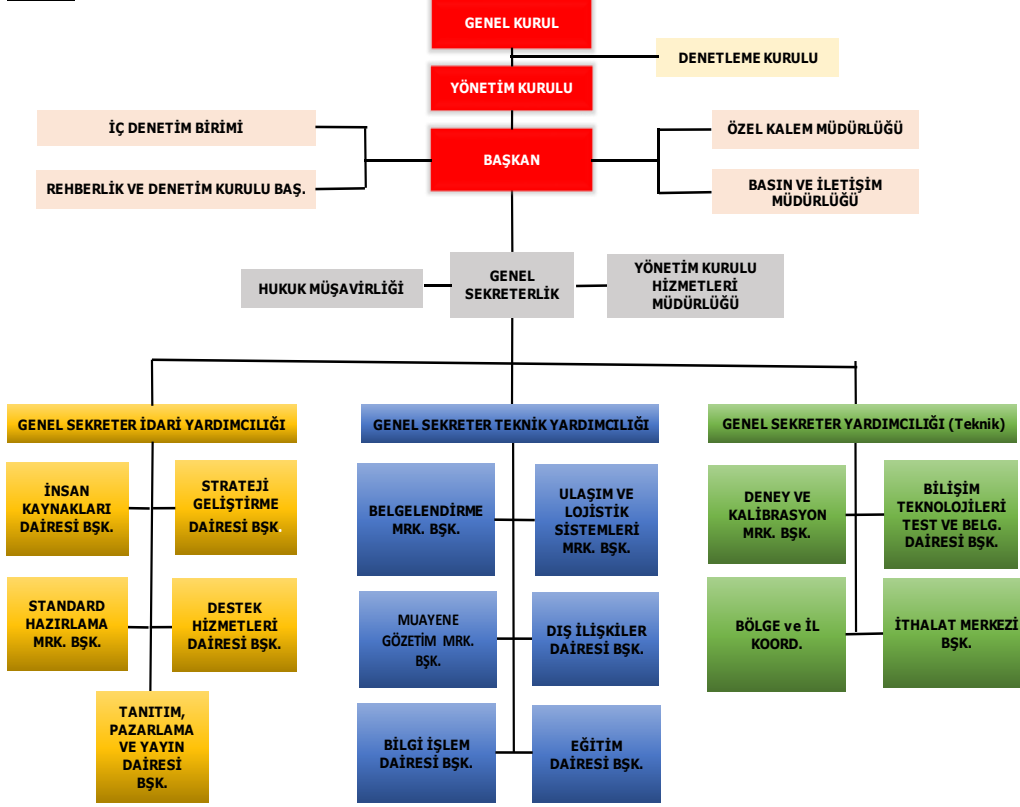 GENEL KURUL
DENETLEME KURULU
YÖNETİM KURULU
İÇ DENETİM BİRİMİ
ÖZEL KALEM MÜDÜRLÜĞÜ
BAŞKAN
REHBERLİK VE DENETİM KURULU BAŞ.
BASIN VE İLETİŞİM
MÜDÜRLÜĞÜ
HUKUK MÜŞAVİRLİĞİ
GENEL
SEKRETERLİK
YÖNETİM KURULU
HİZMETLERİ
MÜDÜRLÜĞÜ
GENEL SEKRETER İDARİ YARDIMCILIĞI
GENEL SEKRETER TEKNİK YARDIMCILIĞI
GENEL SEKRETER YARDIMCILIĞI (Teknik)
İNSAN
KAYNAKLARI
DAİRESİ BŞK.
STRATEJİ
GELİŞTİRME
DAİRESİ BŞK.
BELGELENDİRME
MRK. BŞK.
ULAŞIM VE
LOJİSTİK
SİSTEMLERİ
MRK. BŞK.
DENEY VE
KALİBRASYON
MRK. BŞK.
BİLİŞİM
TEKNOLOJİLERİ
TEST VE BELG.
DAİRESİ BŞK.
STANDARD
HAZIRLAMA
MRK. BŞK.
DESTEK
HİZMETLERİ
DAİRESİ BŞK.
MUAYENE
GÖZETİM MRK.
BŞK.
DIŞ İLİŞKİLER
DAİRESİ BŞK.
BÖLGE ve İL
KOORD.
İTHALAT MERKEZİ
BŞK.
TANITIM,
PAZARLAMA
VE YAYIN
DAİRESİ
BŞK.
BİLGİ İŞLEM
DAİRESİ BŞK.
EĞİTİM
DAİRESİ BŞK.